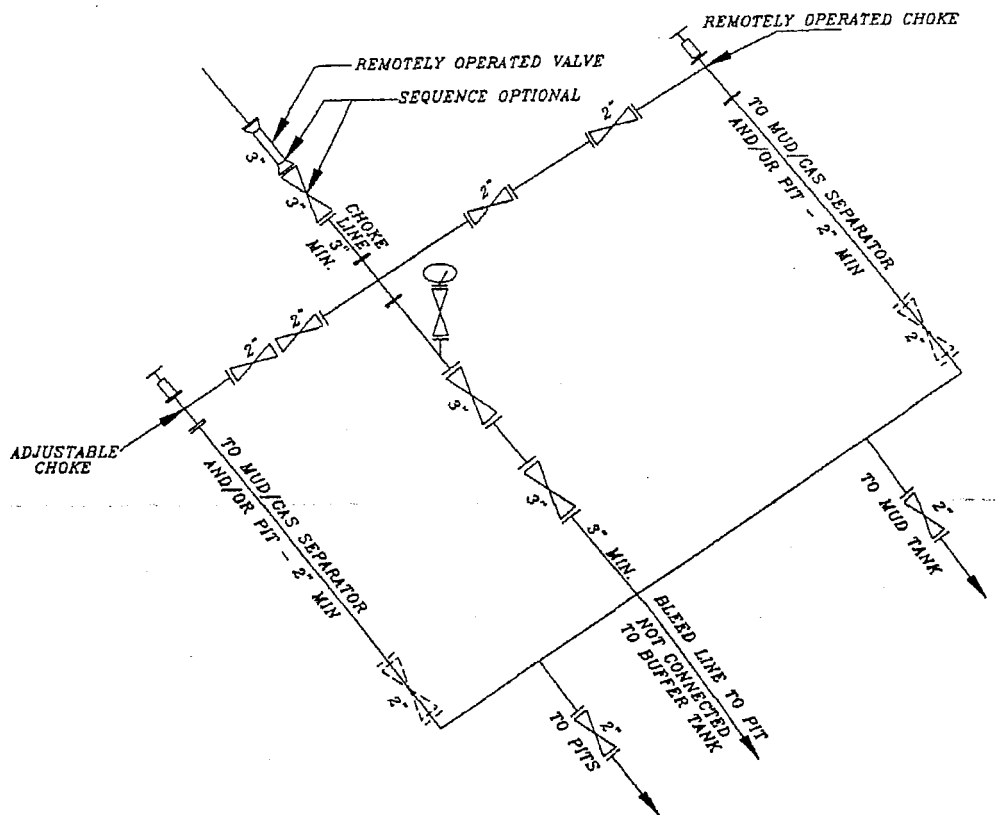 REMOTELY OPERATED CHOKE
REMOTELY OPERATED VALVE
SEQUENCE OPTIONAL
3"
3"
CHOKE
LINE
3"
MIN.
2"
2"
TO MUD/GAS SEPARATOR
AND/OR PIT - 2" MIN
2"
2"
2"
3"
3"
3" MIN.
2"
ADJUSTABLE
CHOKE
TO MUD/GAS SEPARATOR
AND/OR PIT - 2" MIN
2"
2"
TO MUD TANK
BLEED LINE TO PIT
NOT CONNECTED
TO BUFFER TANK
2"
TO PITS